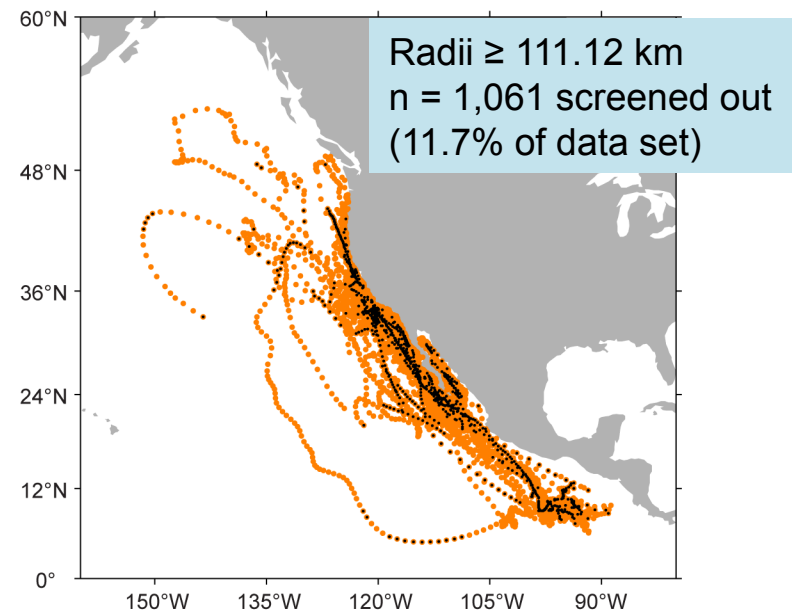 60°N
Radii ≥ 111.12 km
n = 1,061 screened out
(11.7% of data set)
48°N
36°N
24°N
12°N
0°
150°W 135°W 120°W 105°W 90°W